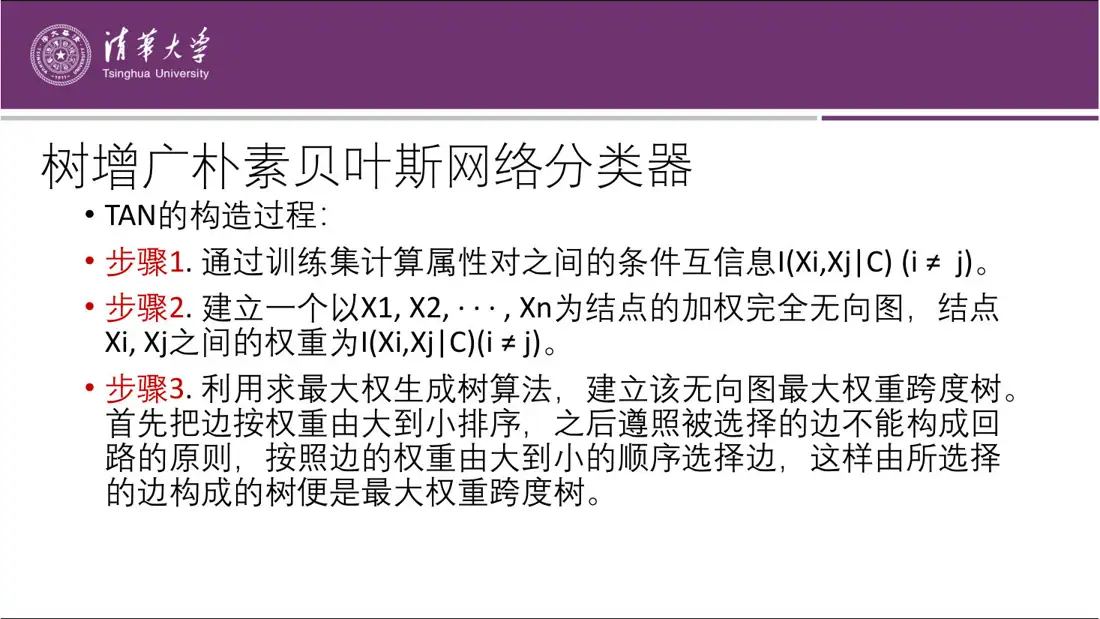 清华大学
Tsinghua University
树增广朴素贝叶斯网络分类器
• TAN的构造过程:
• 步骤1. 通过训练集计算属性对之间的条件互信息I(Xi,Xj|C) (i ≠ j)。
• 步骤2. 建立一个以X1, X2, · · · , Xn为结点的加权完全无向图，结点
Xi, Xj之间的权重为I(Xi,Xj|C)(i ≠ j)。
• 步骤3. 利用求最大权生成树算法，建立该无向图最大权重跨度树。
首先把边按权重由大到小排序，之后遵照被选择的边不能构成回
路的原则，按照边的权重由大到小的顺序选择边，这样由所选择
的边构成的树便是最大权重跨度树。